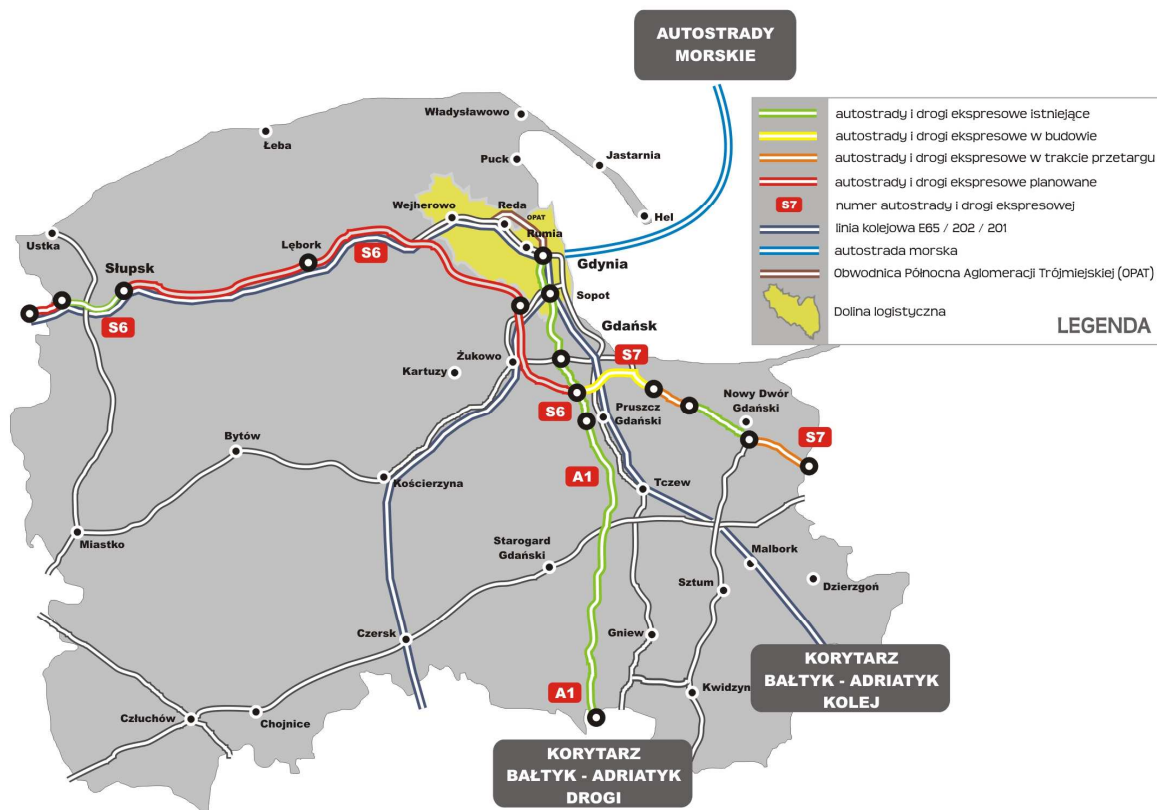 AUTOSTRADY
MORSKIE
autostrady i drogi ekspresowe istniejące
autostrady i drogi ekspresowe w budowie
autostrady i drogi ekspresowe w trakcie przetargu
autostrady i drogi ekspresowe planowane
S7
numer autostrady i drogi ekspresowej
linia kolejowa E65 / 202 / 201
autostrada morska
Obwodnica Północna Aglomeracji Trójmiejskiej (OPAT)
Dolina logistyczna
LEGENDA
Władysławowo
Łeba
Puck
Jastarnia
Hel
Wejherowo
Reda
OPAT
Rumia
Ustka
Lębork
S6
Słupsk
Gdynia
Sopot
S6
Gdańsk
Żukowo
Kartuzy
S7
S6
Pruszcz
Gdański
Nowy Dwór
Gdański
S7
Bytów
Kościerzyna
A1
Tczew
Miastko
Starogard
Gdański
Malbork
Sztum
Dzierzgoń
Czersk
Gniew
KORYTARZ
BAŁTYK - ADRIATYK
KOLEJ
A1
Kwidzyn
Człuchów
Chojnice
KORYTARZ
BAŁTYK - ADRIATYK
DROGI